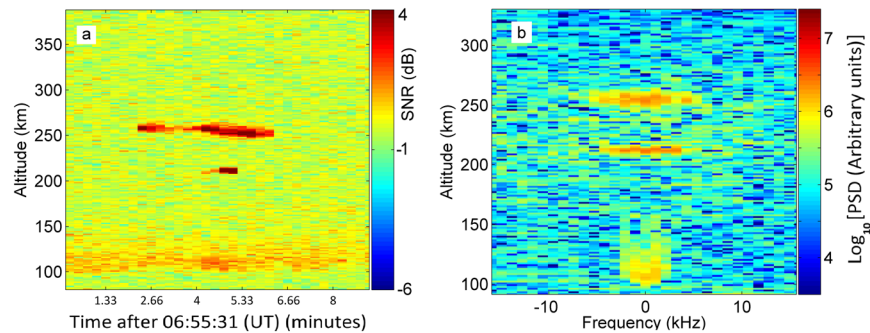 a
Altitude (km)
350
300
250
200
150
100
1.33 2.66 4 5.33 6.66 8
Time after 06:55:31 (UT) (minutes)
4
-1
-6
SNR (dB)
b
Altitude (km)
300
250
200
150
100
-10 0 10
Frequency (kHz)
7
6
5
4
Log10[PSD (Arbitrary units)]